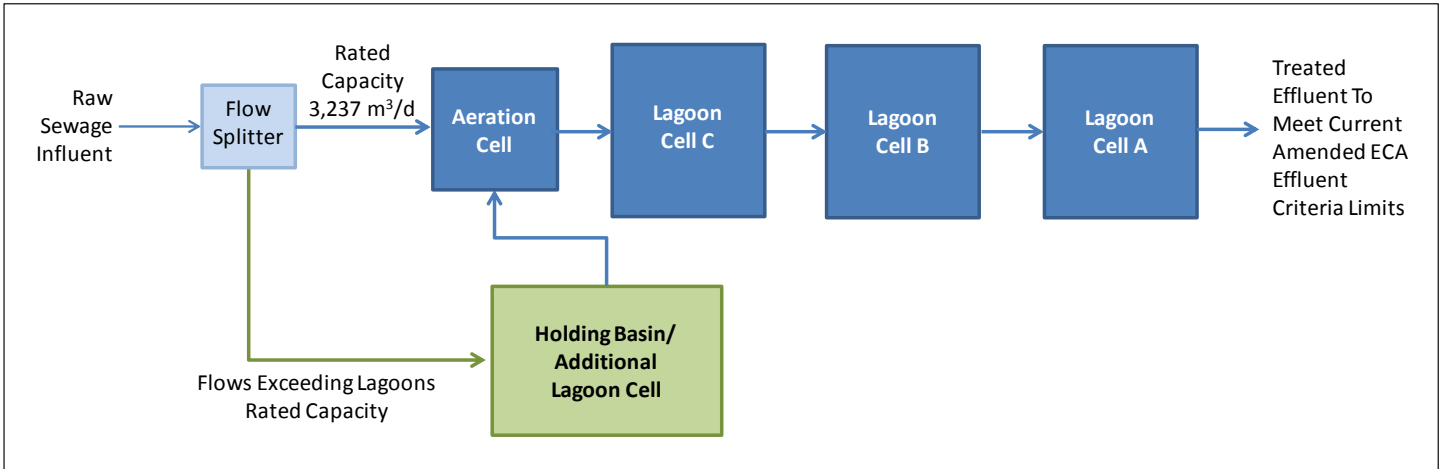 Raw
Sewage
Influent
Flow
Splitter
Rated
Capacity
3,237 m³/d
Aeration
Cell
Lagoon
Cell C
Lagoon
Cell B
Lagoon
Cell A
Treated
Effluent To
Meet Current
Amended ECA
Effluent
Criteria Limits
Flows Exceeding Lagoons
Rated Capacity
Holding Basin/
Additional
Lagoon Cell